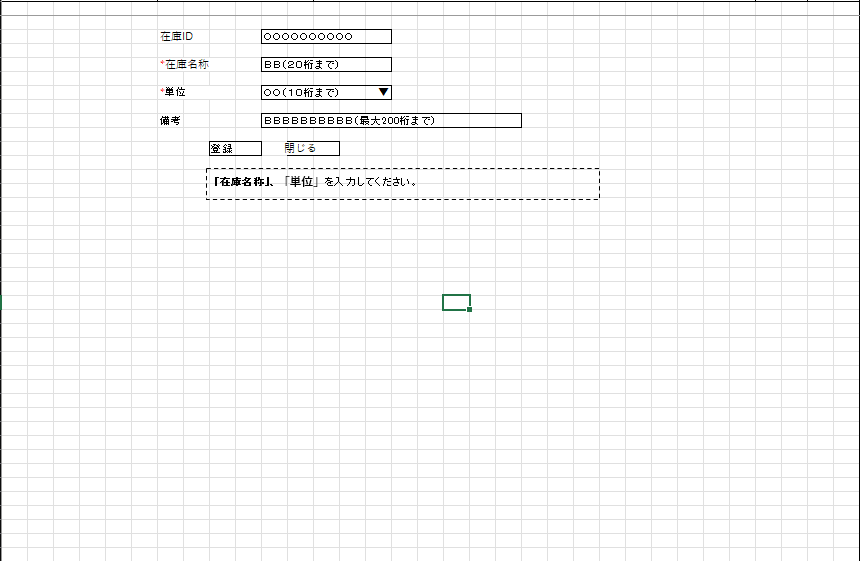 在庫ID
○○○○○○○○○○
*在庫名称
BB(20桁まで)
*単位
○○(10桁まで) ▼
備考
BBBBBBBBBB(最大200桁まで)
登録
閉じる
「在庫名称」、「単位」を入力してください。